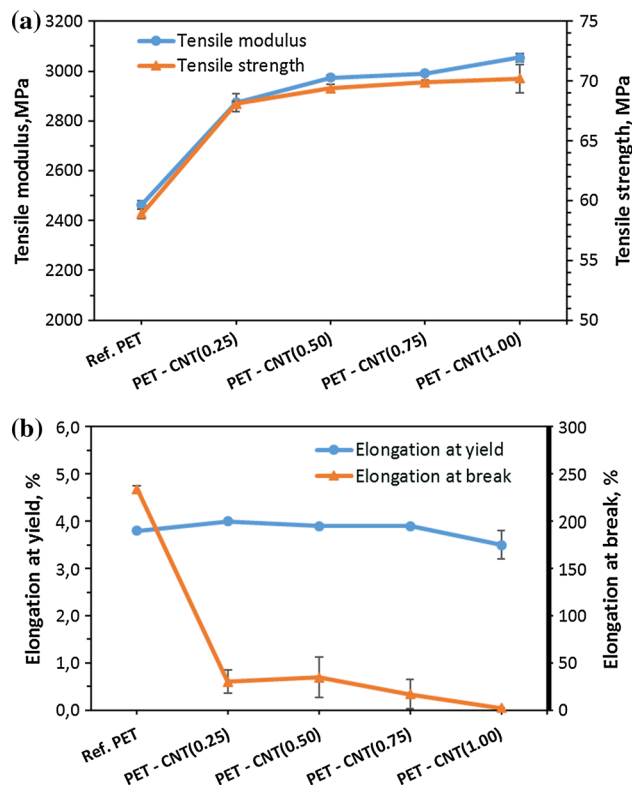 (a)
3200
3000
2800
2600
2400
2200
2000
Tensile modulus,MPa
Tensile modulus
Tensile strength
75
70
65
60
55
50
Tensile strength, MPa
Ref. PET
PET - CNT(0.25)
PET - CNT(0.50)
PET - CNT(0.75)
PET - CNT(1.00)
(b)
6,0
5,0
4,0
3,0
2,0
1,0
0,0
Elongation at yield, %
Elongation at yield
Elongation at break
300
250
200
150
100
50
0
Elongation at break, %
Ref. PET
PET - CNT(0.25)
PET - CNT(0.50)
PET - CNT(0.75)
PET - CNT(1.00)